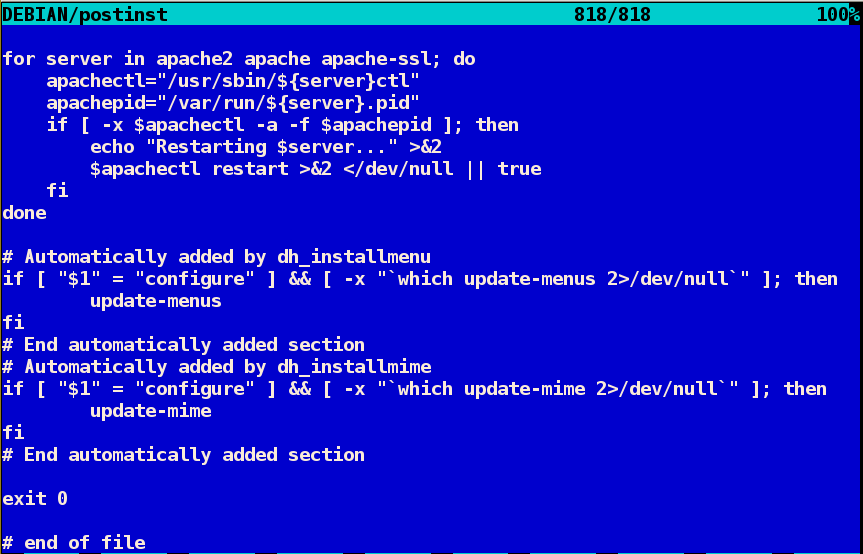 DEBIAN/postinst 818/818 100%
for server in apache2 apache apache-ssl; do
    apachectl="/usr/sbin/${server}ctl"
    apachepid="/var/run/${server}.pid"
    if [ -x $apachectl -a -f $apachepid ]; then
        echo "Restarting $server..." >&2
        $apachectl restart >&2 </dev/null || true
    fi
done
# Automatically added by dh_installmenu
if [ "$1" = "configure" ] && [ -x "`which update-menus 2>/dev/null`" ]; then
        update-menus
fi
# End automatically added section
# Automatically added by dh_installmime
if [ "$1" = "configure" ] && [ -x "`which update-mime 2>/dev/null`" ]; then
        update-mime
fi
# End automatically added section
exit 0
# end of file